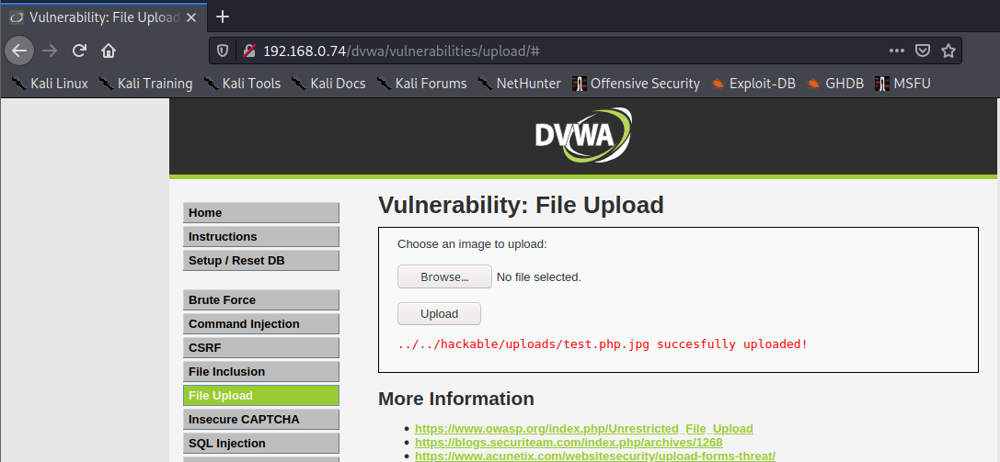 Vulnerability: File Upload
192.168.0.74/dvwa/vulnerabilities/upload/#
Kali Linux Kali Training Kali Tools Kali Docs Kali Forums NetHunter Offensive Security Exploit-DB GHDB MSFU
DVWA
Home
Instructions
Setup / Reset DB
Brute Force
Command Injection
CSRF
File Inclusion
File Upload
Insecure CAPTCHA
SQL Injection
Vulnerability: File Upload
Choose an image to upload:
Browse... No file selected.
Upload
../../hackable/uploads/test.php.jpg succesfully uploaded!
More Information
https://www.owasp.org/index.php/Unrestricted_File_Upload
https://blogs.securiteam.com/index.php/archives/1268
https://www.acunetix.com/websitesecurity/upload-forms-threat/